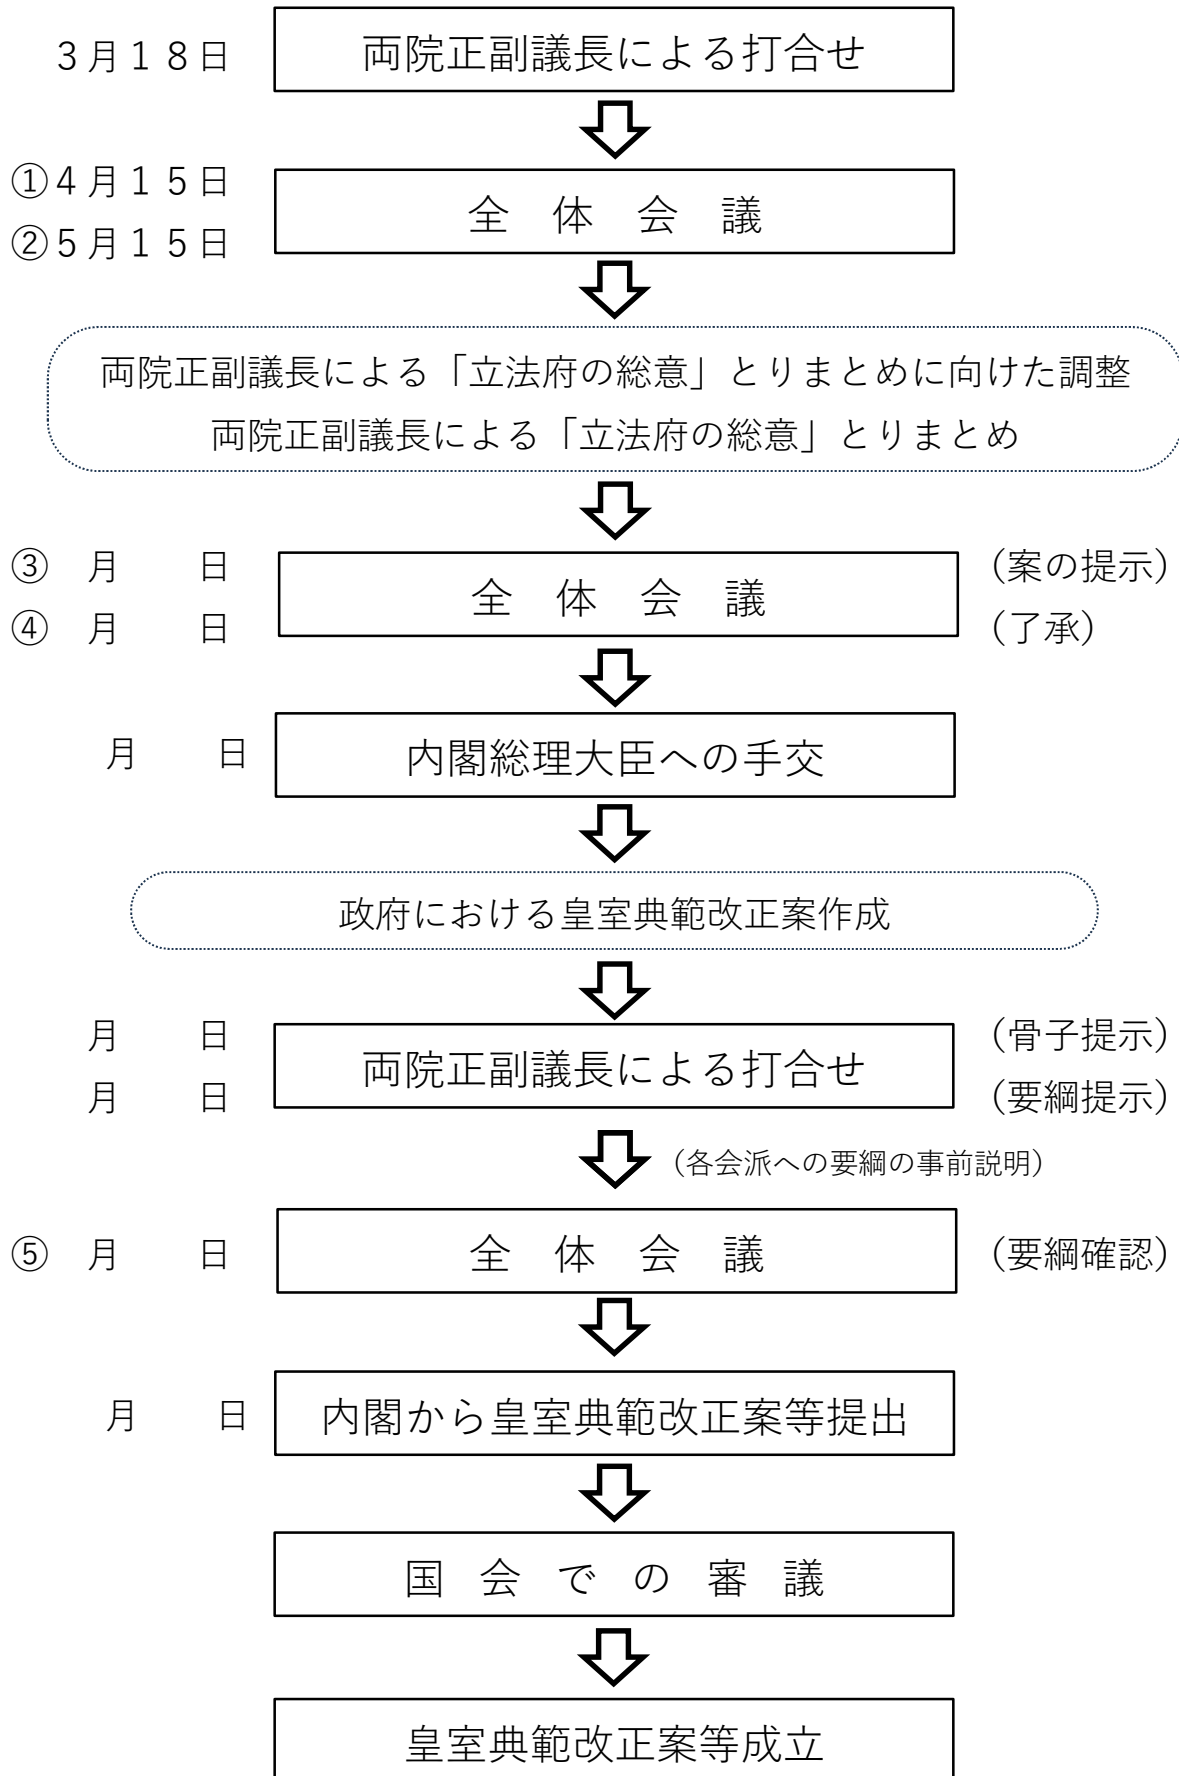 ３月１８日
両院正副議長による打合せ
①４月１５日
②５月１５日
全　体　会　議
両院正副議長による「立法府の総意」とりまとめに向けた調整
両院正副議長による「立法府の総意」とりまとめ
③　月　　日
④　月　　日
全　体　会　議
（案の提示）
（了承）
月　　日
内閣総理大臣への手交
政府における皇室典範改正案作成
月　　日
月　　日
両院正副議長による打合せ
（骨子提示）
（要綱提示）
（各会派への要綱の事前説明）
⑤　月　　日
全　体　会　議
（要綱確認）
月　　日
内閣から皇室典範改正案等提出
国　会　で　の　審　議
皇室典範改正案等成立